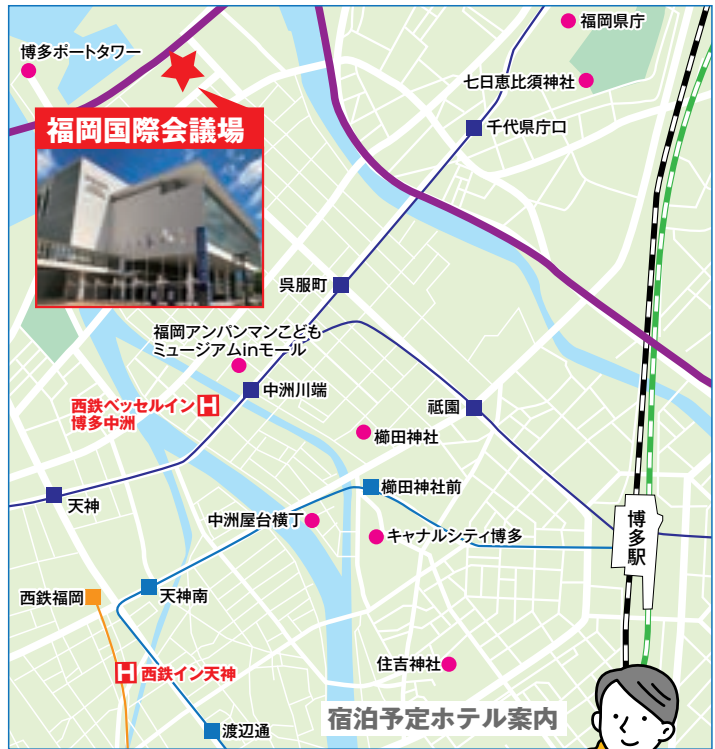 福岡県庁
博多ポートタワー
七日恵比須神社
福岡国際会議場
千代県庁口
呉服町
福岡アンパンマンこども
ミュージアムinモール
中洲川端
西鉄ベッセルイン H
博多中洲
祇園
櫛田神社
櫛田神社前
天神
中洲屋台横丁
キャナルシティ博多
博多駅
西鉄福岡
天神南
住吉神社
H 西鉄イン天神
渡辺通
宿泊予定ホテル案内